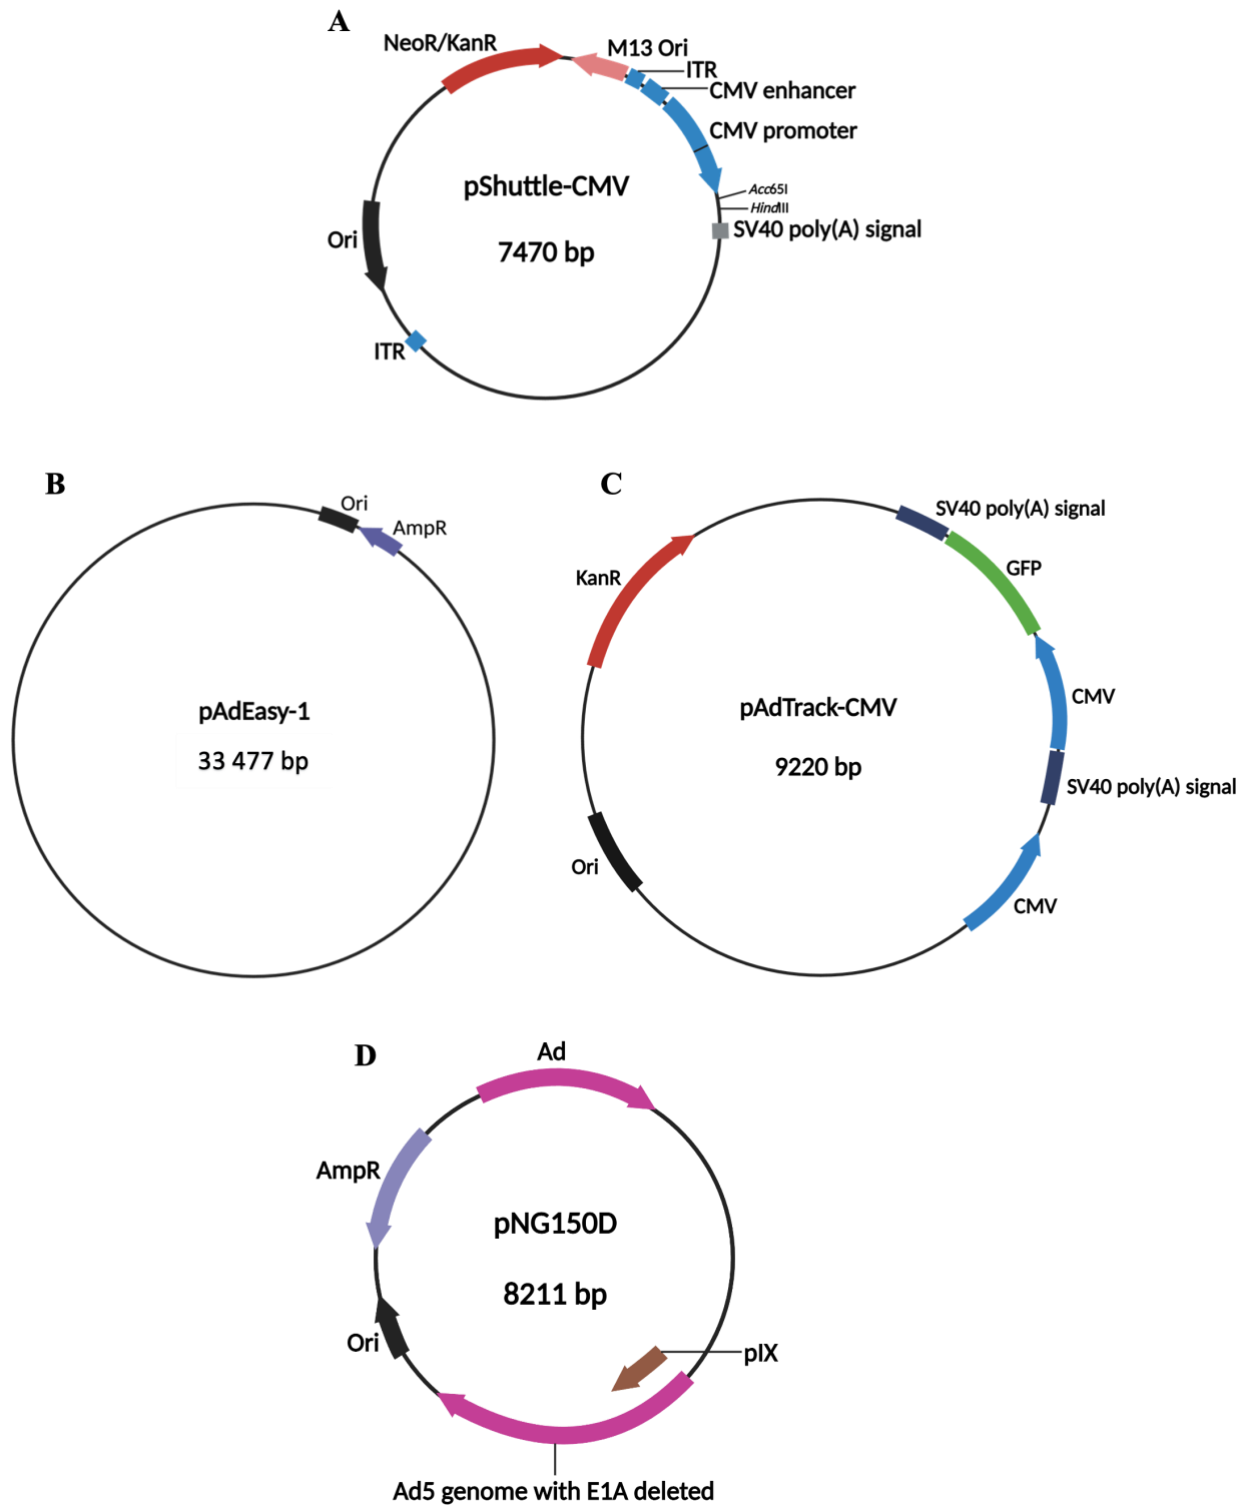 A
NeoR/KanR
M13 Ori
ITR
CMV enhancer
CMV promoter
Acc65I
HindIII
SV40 poly(A) signal
pShuttle-CMV
7470 bp
Ori
ITR
B
Ori
AmpR
pAdEasy-1
33 477 bp
C
SV40 poly(A) signal
GFP
KanR
CMV
pAdTrack-CMV
9220 bp
SV40 poly(A) signal
Ori
CMV
D
Ad
AmpR
pNG150D
8211 bp
Ori
pIX
Ad5 genome with E1A deleted